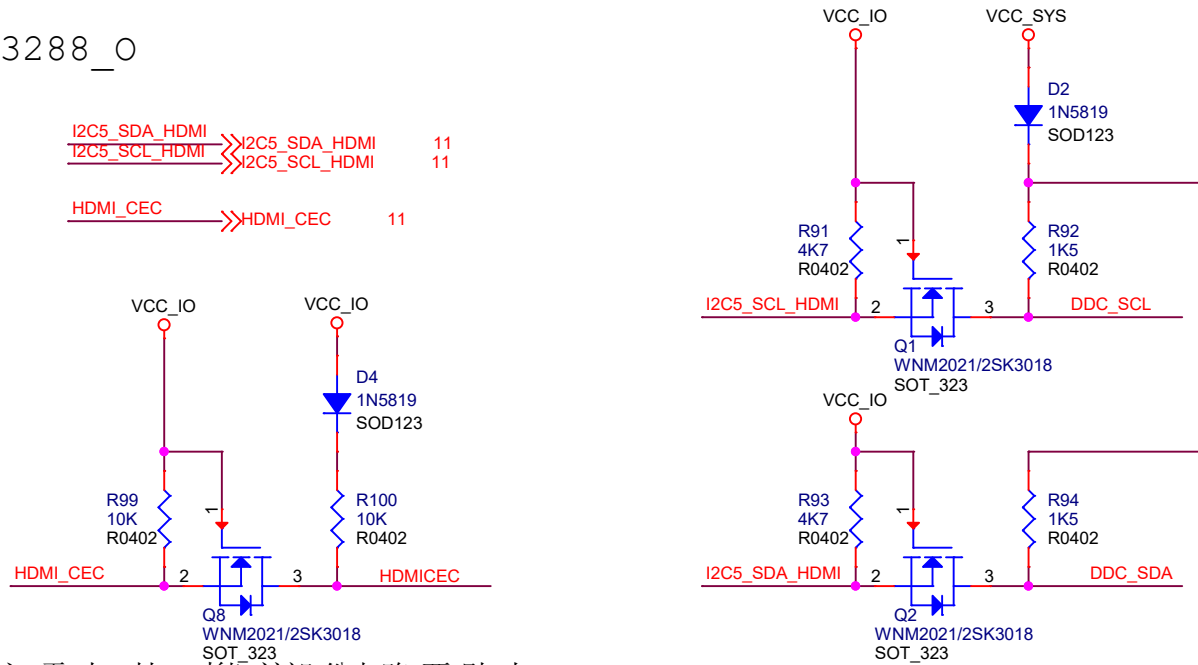 3288_O
I2C5_SDA_HDMI
I2C5_SDA_HDMI 11
I2C5_SCL_HDMI
I2C5_SCL_HDMI 11
HDMI_CEC
HDMI_CEC 11
VCC_IO
VCC_IO
D4
1N5819
SOD123
R99
10K
R0402
1
R100
10K
R0402
HDMI_CEC
2
3
HDMICEC
Q8
WNM2021/2SK3018
SOT_323
VCC_IO
VCC_SYS
D2
1N5819
SOD123
R91
4K7
R0402
1
R92
1K5
R0402
I2C5_SCL_HDMI
2
3
DDC_SCL
Q1
WNM2021/2SK3018
SOT_323
VCC_IO
R93
4K7
R0402
1
R94
1K5
R0402
I2C5_SDA_HDMI
2
3
DDC_SDA
Q2
WNM2021/2SK3018
SOT_323